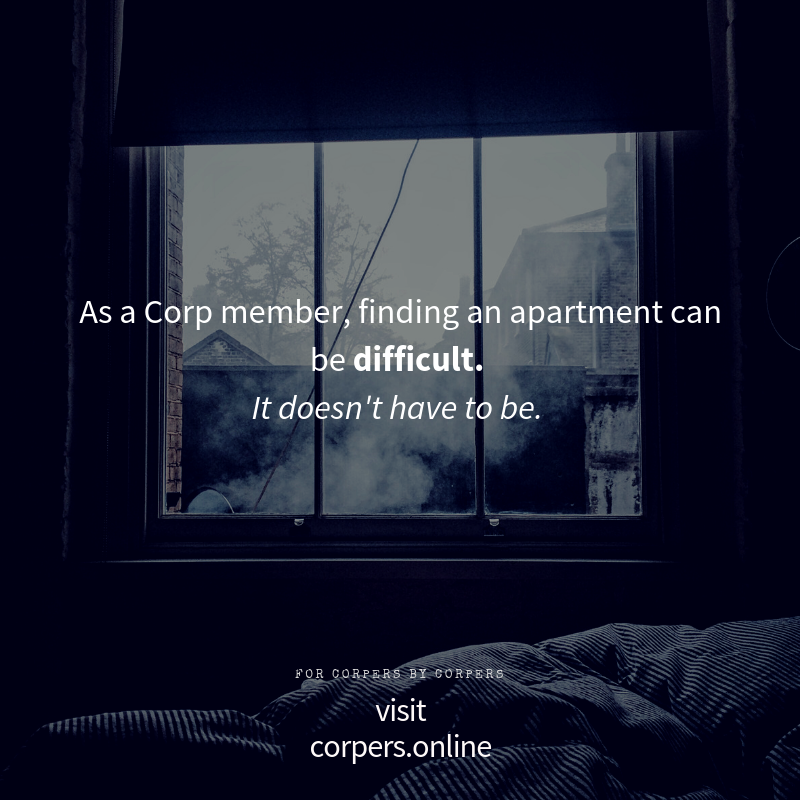 As a Corp member, finding an apartment can
be difficult.
It doesn't have to be.
FOR CORPERS BY CORPERS
visit
corpers.online